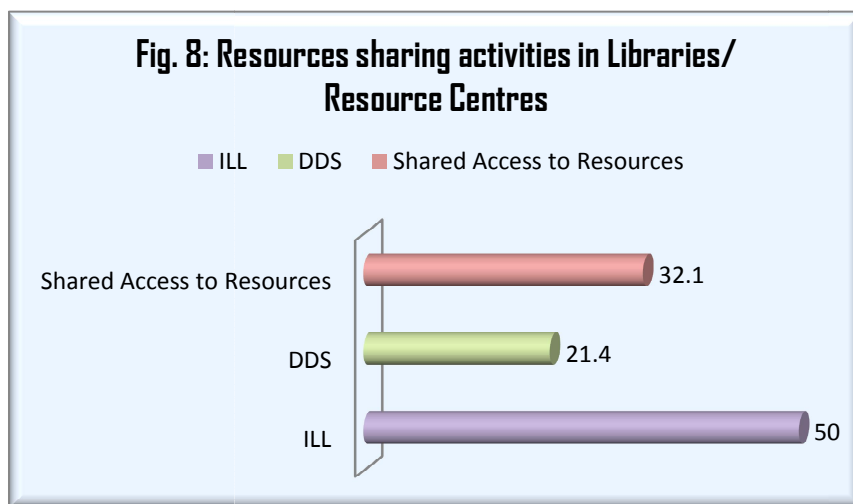 Fig. 8: Resources sharing activities in Libraries/
Resource Centres
ILL DDS Shared Access to Resources
Shared Access to Resources 32.1
DDS 21.4
ILL 50